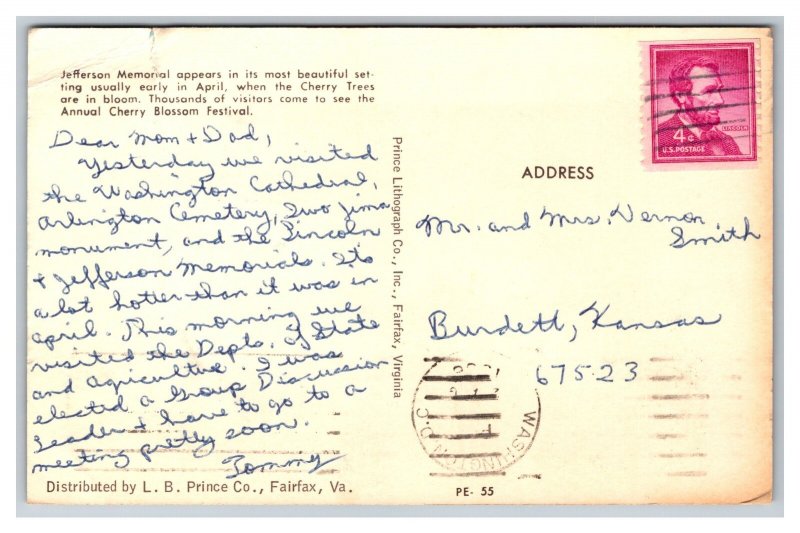 Jefferson Memorial appears in its most beautiful set-
ting usually early in April, when the Cherry Trees
are in bloom. Thousands of visitors come to see the
Annual Cherry Blossom Festival.
Dear Mom + Dad,
Yesterday we visited
the Washington Cathedral,
Arlington Cemetery, Iwo Jima
monument, and the Lincoln
+ Jefferson Memorials. It's
a lot hotter than it was in
april. This morning we
visited the Depts. of State
and Agriculture. I was
elected a Group Discussion
Leader + have to go to a
meeting pretty soon.
Tommy
Distributed by L. B. Prince Co., Fairfax, Va.
Prince Lithograph Co., Inc., Fairfax, Virginia
4¢
LINCOLN
U.S. POSTAGE
ADDRESS
Mr. and Mrs. Vernon
Smith
Burdett, Kansas
67523
WASHINGTON D.C.
PE- 55